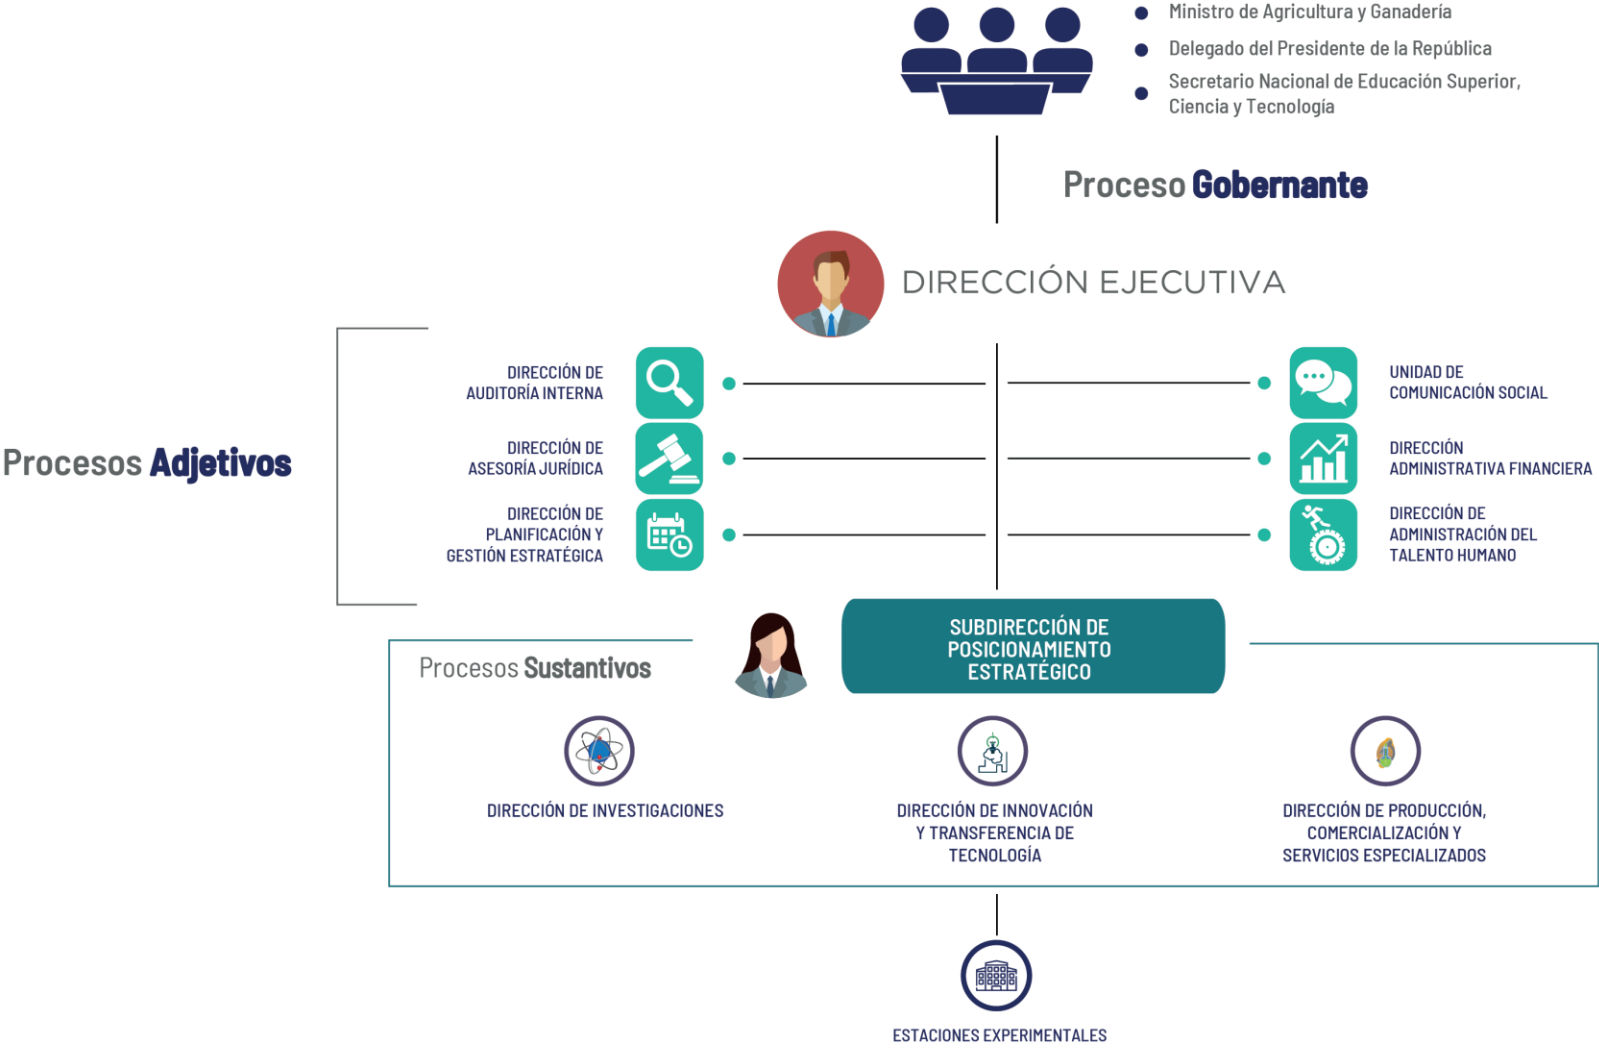 Ministro de Agricultura y Ganadería
Delegado del Presidente de la República
Secretario Nacional de Educación Superior,
Ciencia y Tecnología
Proceso Gobernante
DIRECCIÓN EJECUTIVA
Procesos Adjetivos
DIRECCIÓN DE
AUDITORÍA INTERNA
DIRECCIÓN DE
ASESORÍA JURÍDICA
DIRECCIÓN DE
PLANIFICACIÓN Y
GESTIÓN ESTRATÉGICA
UNIDAD DE
COMUNICACIÓN SOCIAL
DIRECCIÓN
ADMINISTRATIVA FINANCIERA
DIRECCIÓN DE
ADMINISTRACIÓN DEL
TALENTO HUMANO
SUBDIRECCIÓN DE
POSICIONAMIENTO
ESTRATÉGICO
Procesos Sustantivos
DIRECCIÓN DE INVESTIGACIONES
DIRECCIÓN DE INNOVACIÓN
Y TRANSFERENCIA DE
TECNOLOGÍA
DIRECCIÓN DE PRODUCCIÓN,
COMERCIALIZACIÓN Y
SERVICIOS ESPECIALIZADOS
ESTACIONES EXPERIMENTALES